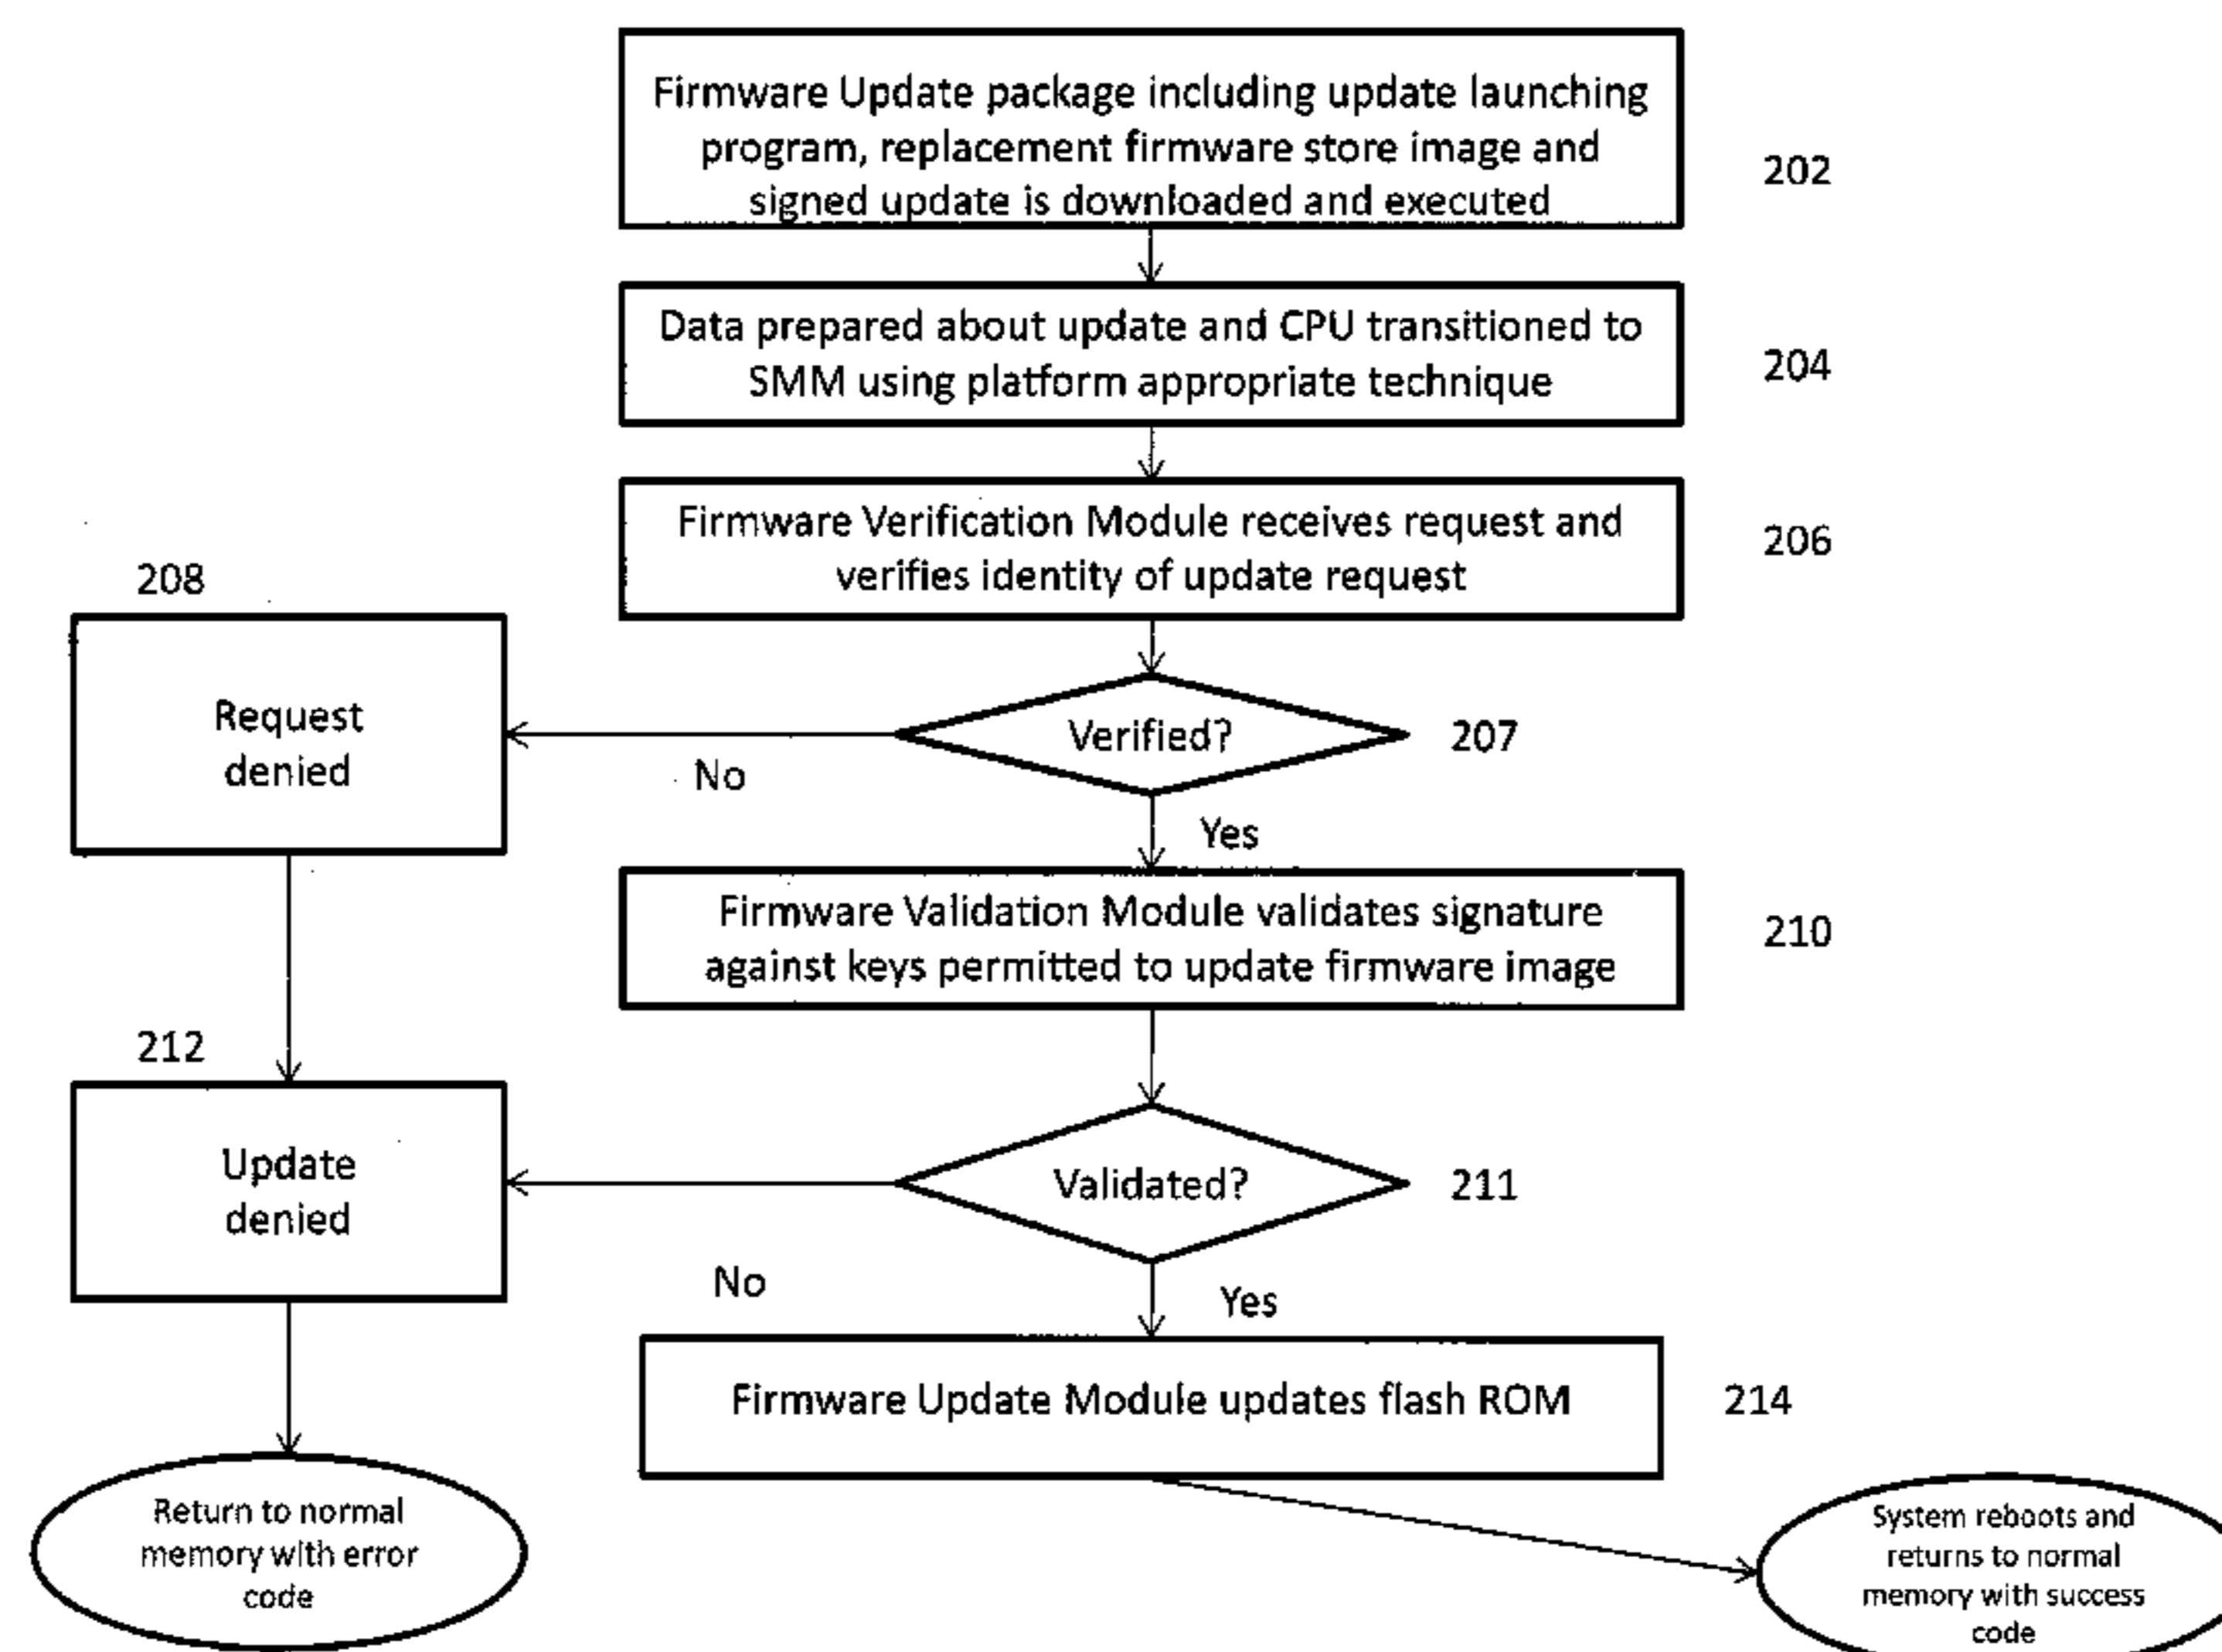 Firmware Update package including update launching
program, replacement firmware store image and
signed update is downloaded and executed
202
Data prepared about update and CPU transitioned to
SMM using platform appropriate technique
204
Firmware Verification Module receives request and
verifies identity of update request
206
208
Request
denied
Verified?
207
No
Yes
Firmware Validation Module validates signature
against keys permitted to update firmware image
210
212
Update
denied
Validated?
211
No
Yes
Firmware Update Module updates flash ROM
214
Return to normal
memory with error
code
System reboots and
returns to normal
memory with success
code